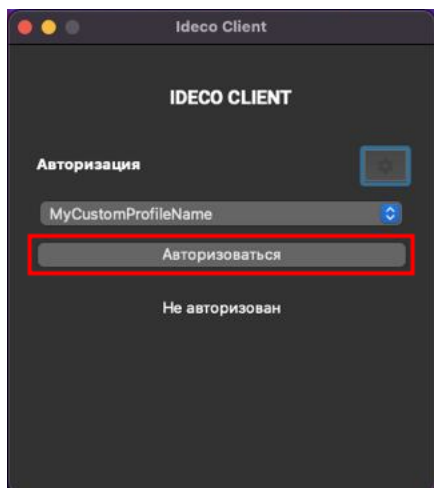 Ideco Client
IDECO CLIENT
Авторизация
MyCustomProfileName
Авторизоваться
Не авторизован